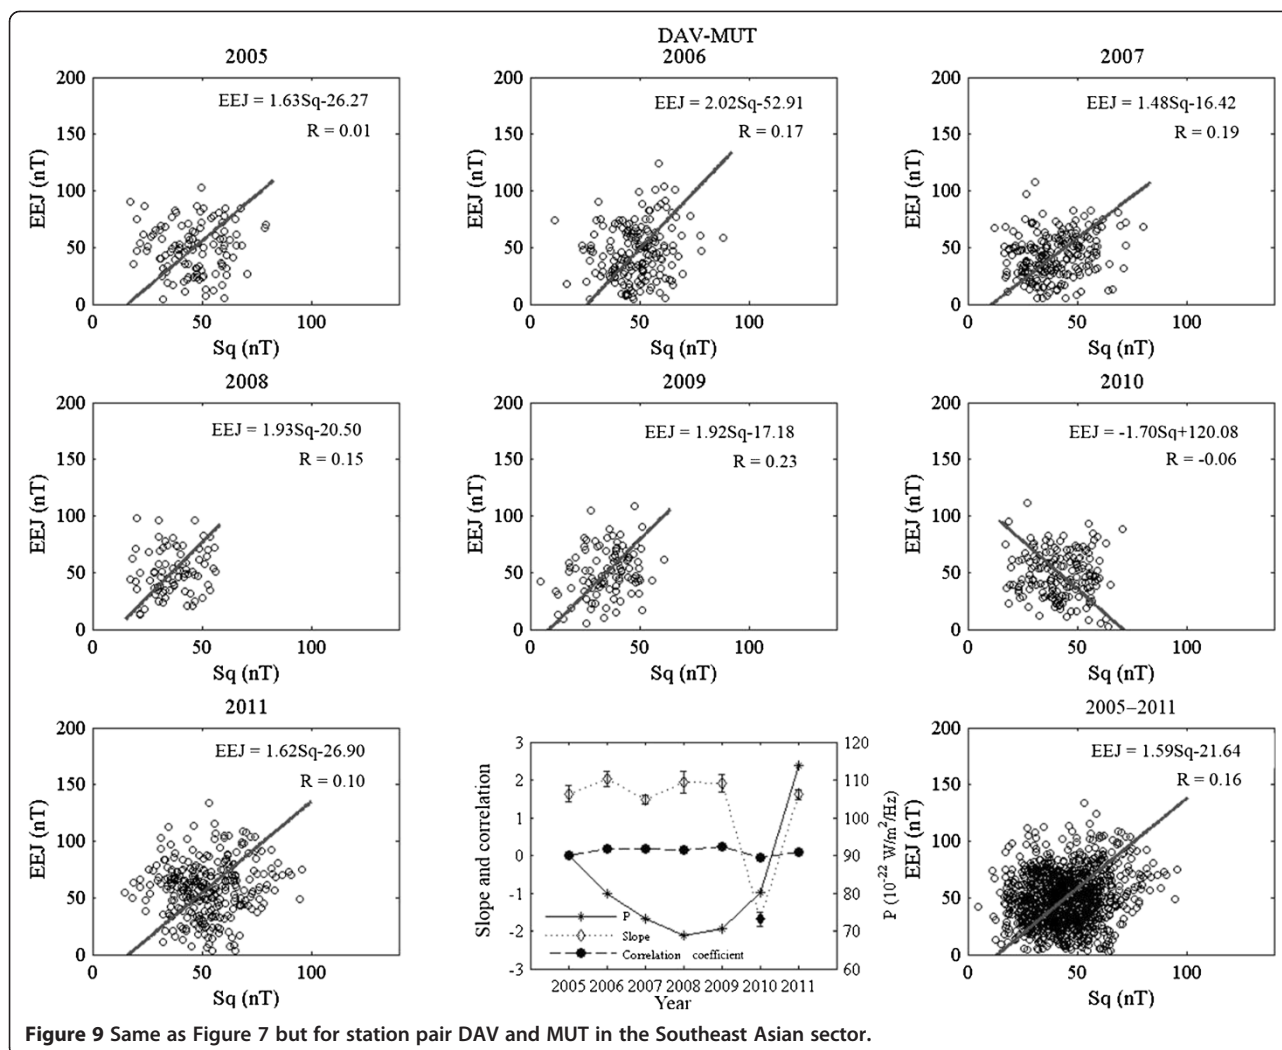 DAV-MUT
2005
EEJ = 1.63Sq-26.27
R = 0.01
EEJ (nT)
200
150
100
50
0
0 50 100
Sq (nT)
2006
EEJ = 2.02Sq-52.91
R = 0.17
EEJ (nT)
200
150
100
50
0
0 50 100
Sq (nT)
2007
EEJ = 1.48Sq-16.42
R = 0.19
EEJ (nT)
200
150
100
50
0
0 50 100
Sq (nT)
2008
EEJ = 1.93Sq-20.50
R = 0.15
EEJ (nT)
200
150
100
50
0
0 50 100
Sq (nT)
2009
EEJ = 1.92Sq-17.18
R = 0.23
EEJ (nT)
200
150
100
50
0
0 50 100
Sq (nT)
2010
EEJ = -1.70Sq+120.08
R = -0.06
EEJ (nT)
200
150
100
50
0
0 50 100
Sq (nT)
2011
EEJ = 1.62Sq-26.90
R = 0.10
EEJ (nT)
200
150
100
50
0
0 50 100
Sq (nT)
Slope and correlation
3
2
1
0
-1
-2
-3
P
Slope
Correlation coefficient
2005 2006 2007 2008 2009 2010 2011
Year
120
110
100
90
80
70
60
P (10⁻²² W/m²/Hz)
2005–2011
EEJ = 1.59Sq-21.64
R = 0.16
EEJ (nT)
200
150
100
50
0
0 50 100
Sq (nT)
Figure 9 Same as Figure 7 but for station pair DAV and MUT in the Southeast Asian sector.